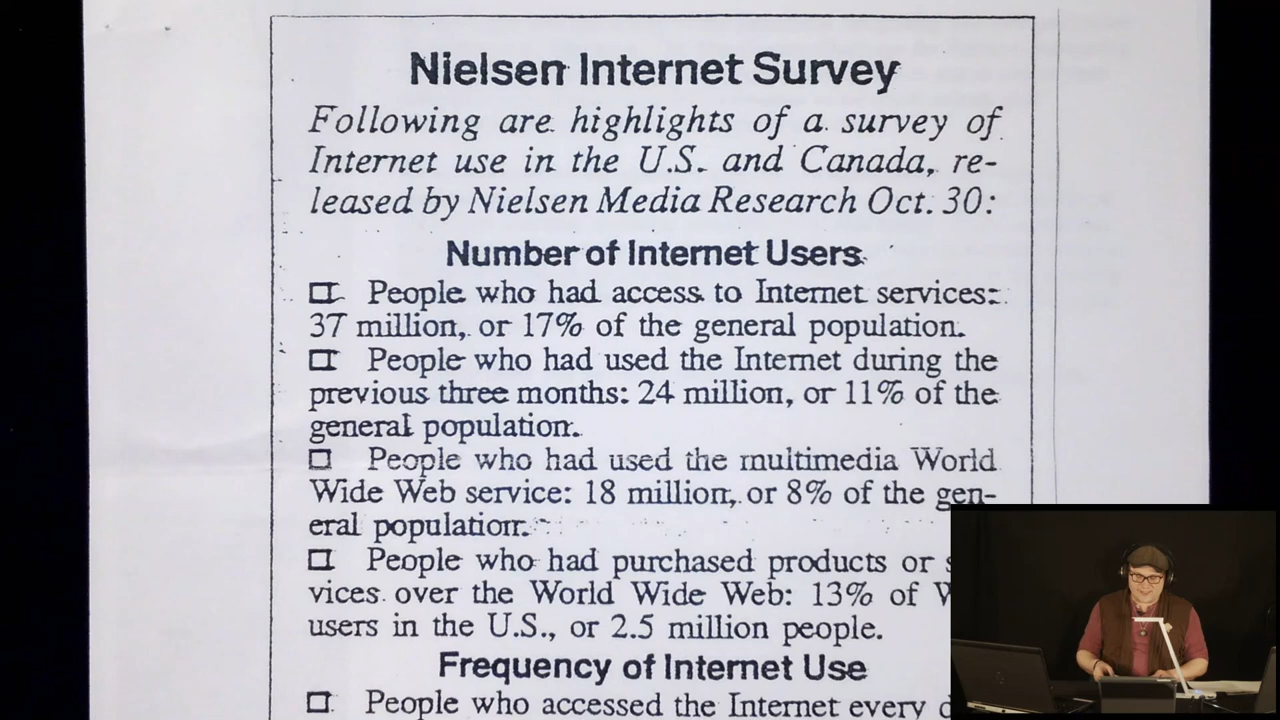 Nielsen Internet Survey
Following are highlights of a survey of
Internet use in the U.S. and Canada, re-
leased by Nielsen Media Research Oct. 30:
Number of Internet Users
□ People who had access to Internet services:
37 million, or 17% of the general population.
□ People who had used the Internet during the
previous three months: 24 million, or 11% of the
general population.
□ People who had used the multimedia World
Wide Web service: 18 million, or 8% of the gen-
eral population.
□ People who had purchased products or
vices over the World Wide Web: 13% of
users in the U.S., or 2.5 million people.
Frequency of Internet Use
□ People who accessed the Internet every